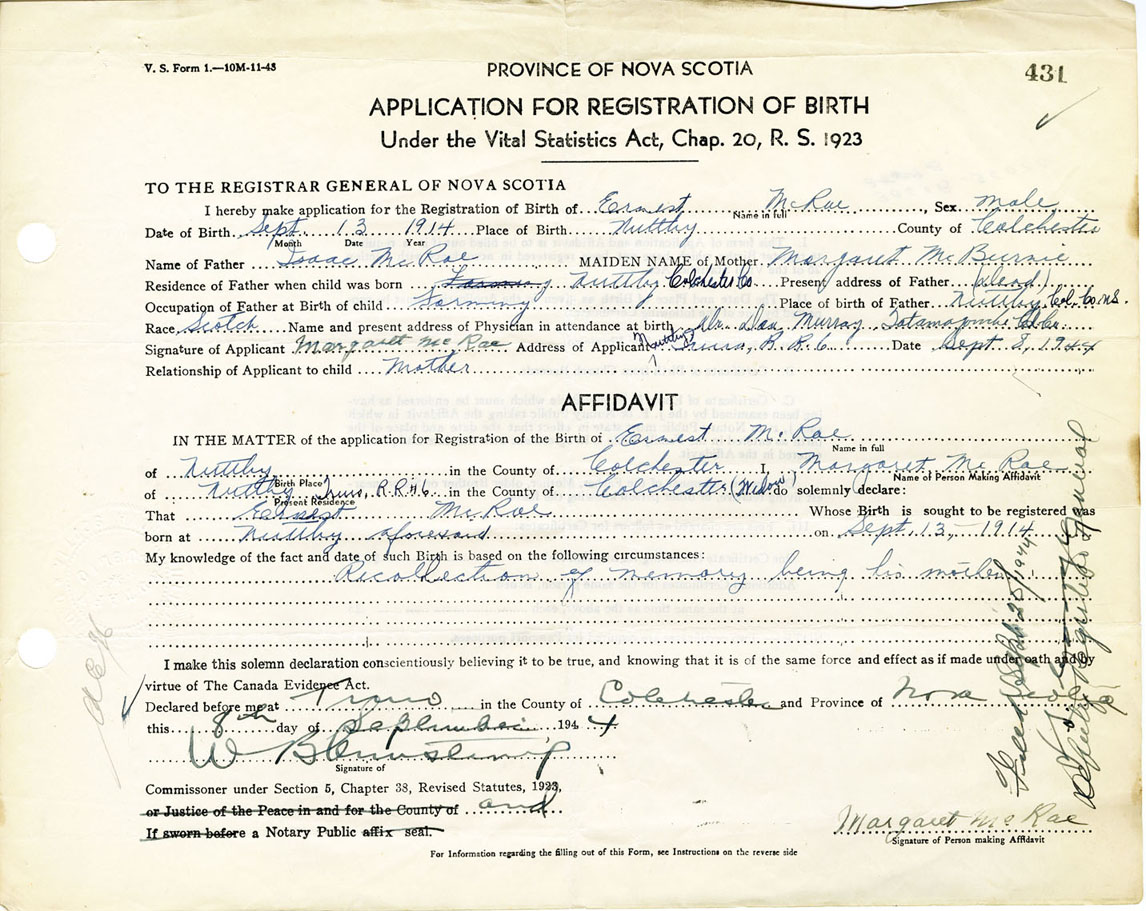 V. S. Form 1.—10M-11-43
PROVINCE OF NOVA SCOTIA
431
APPLICATION FOR REGISTRATION OF BIRTH
Under the Vital Statistics Act, Chap. 20, R. S. 1923
TO THE REGISTRAR GENERAL OF NOVA SCOTIA
I hereby make application for the Registration of Birth of Ernest McRae, Sex Male
Name in full
Date of Birth Sept. 13 1914 Place of Birth Nuttby County of Colchester
Month Date Year
Name of Father Isaac McRae MAIDEN NAME of Mother Margaret McBurnie
Residence of Father when child was born Farming Nuttby Colchester Co Present address of Father (dead)
Occupation of Father at Birth of child Farming Place of birth of Father Nuttby, Col. Co. N.S.
Race Scotch Name and present address of Physician in attendance at birth Dr. Dan Murray, Tatamagouche Col. Co.
Signature of Applicant Margaret McRae Address of Applicant Nuttby Truro, R.R. 6 Date Sept. 8, 1944
Relationship of Applicant to child Mother
AFFIDAVIT
IN THE MATTER of the application for Registration of the Birth of Ernest McRae
Name in full
of Nuttby in the County of Colchester I, Margaret McRae
Birth Place Name of Person Making Affidavit
of Nuttby Truro, R.R#6 in the County of Colchester (Widow) do solemnly declare:
Present Residence
That Ernest McRae Whose Birth is sought to be registered was
born at Nuttby aforesaid on Sept. 13, 1914
My knowledge of the fact and date of such Birth is based on the following circumstances:
Recollection of memory being his mother
I make this solemn declaration conscientiously believing it to be true, and knowing that it is of the same force and effect as if made under oath and by
virtue of The Canada Evidence Act.
Declared before me at Truro in the County of Colchester and Province of Nova Scotia
this 8th day of September 1944
W
Signature of
Commissoner under Section 5, Chapter 38, Revised Statutes, 1923,
or Justice of the Peace in and for the County of and
If sworn before a Notary Public affix seal.
Margaret McRae
Signature of Person making Affidavit
For Information regarding the filling out of this Form, see Instructions on the reverse side
Filed Sept 25/1944
Deputy Registrar General